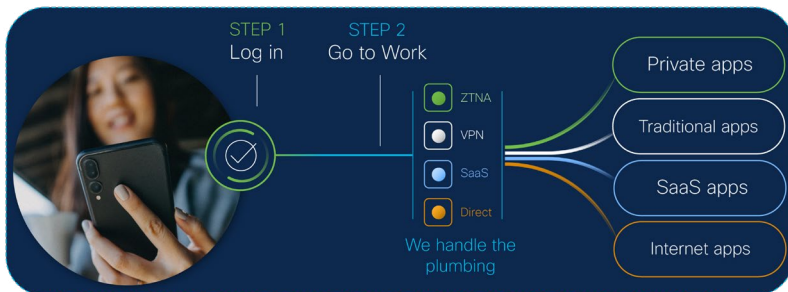 STEP 1
Log in
STEP 2
Go to Work
ZTNA
VPN
SaaS
Direct
We handle the
plumbing
Private apps
Traditional apps
SaaS apps
Internet apps